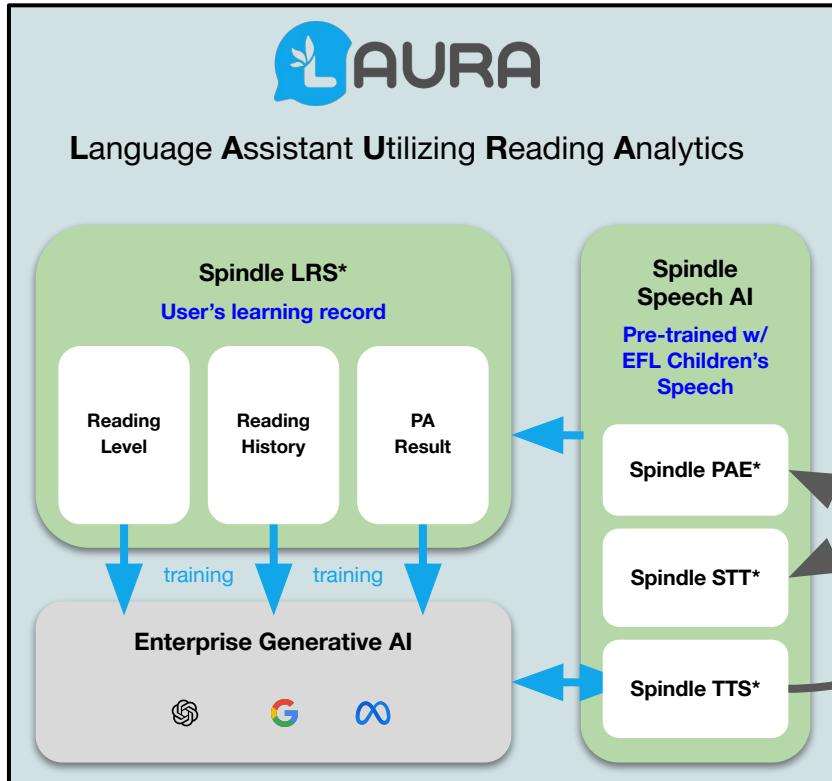 LAURA
Language Assistant Utilizing Reading Analytics
Spindle LRS*
User's learning record
Reading
Level
Reading
History
PA
Result
training
training
Enterprise Generative AI
Spindle
Speech AI
Pre-trained w/
EFL Children's
Speech
Spindle PAE*
Spindle STT*
Spindle TTS*